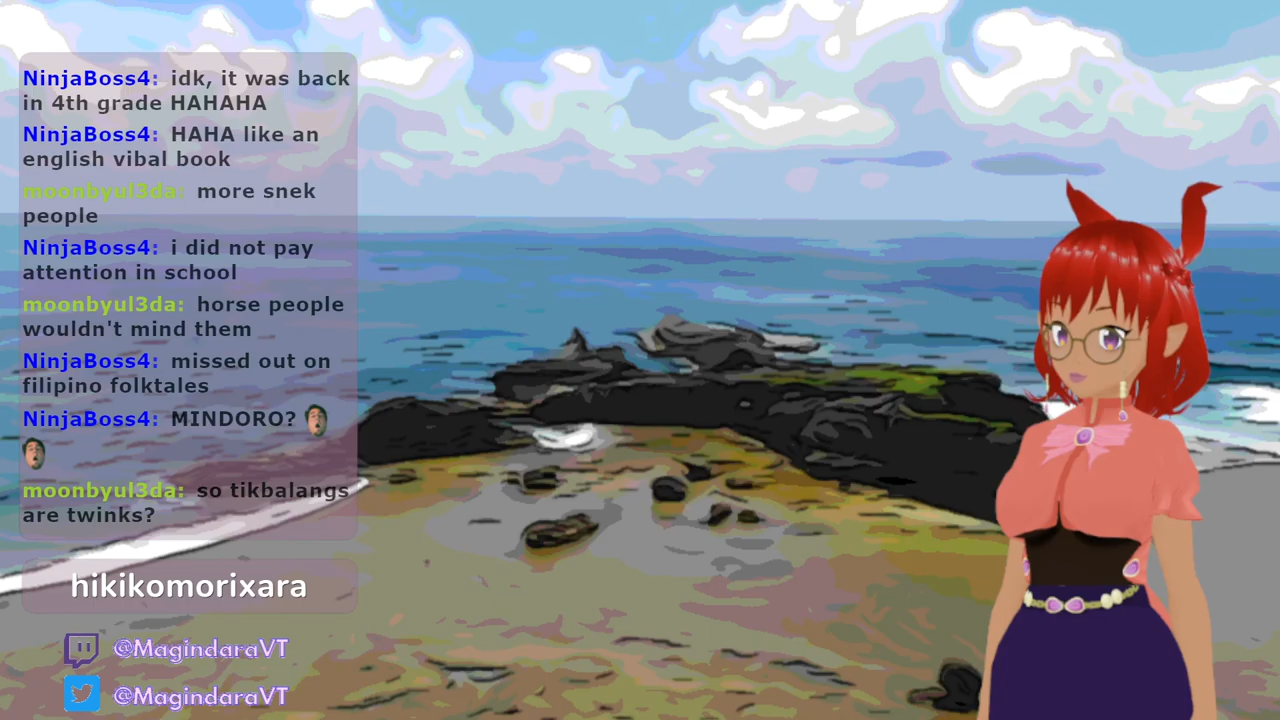 NinjaBoss4: idk, it was back
in 4th grade HAHAHA
NinjaBoss4: HAHA like an
english vibal book
moonbyul3da: more snek
people
NinjaBoss4: i did not pay
attention in school
moonbyul3da: horse people
wouldn't mind them
NinjaBoss4: missed out on
filipino folktales
NinjaBoss4: MINDORO?
moonbyul3da: so tikbalangs
are twinks?
hikikomorixara
@MagindaraVT
@MagindaraVT